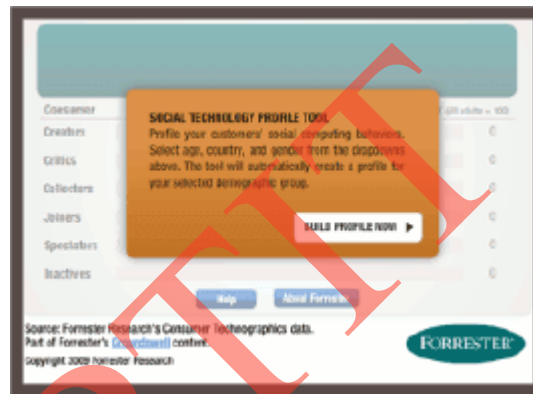 SOCIAL TECHNOLOGY PROFILE TOOL
Profile your customers' social computing behaviors.
Select age, country, and gender from the dropdowns
above. The tool will automatically create a profile for
your selected demographic group.
BUILD PROFILE NOW
Consumer
Creators 0
Critics 0
Collectors 0
Joiners 0
Spectators 0
Inactives 0
Help About Forrester
Source: Forrester Research's Consumer Technographics data.
Part of Forrester's Groundswell content.
Copyright 2009 Forrester Research
FORRESTER